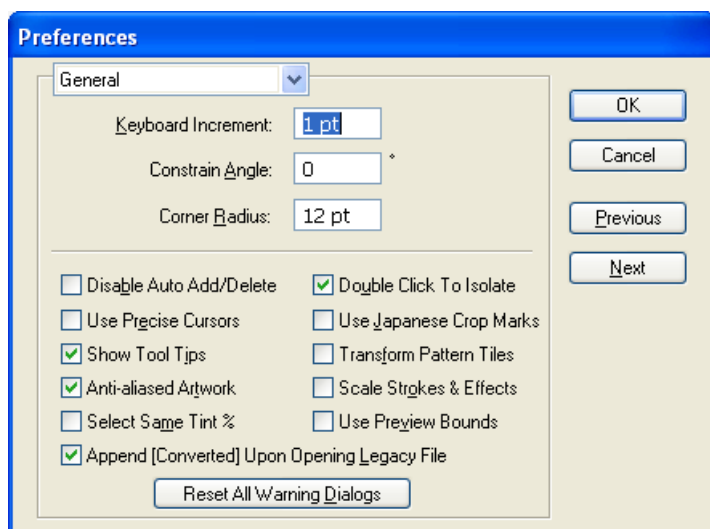 Preferences
General
OK
Keyboard Increment: 1 pt
Cancel
Constrain Angle: 0 °
Corner Radius: 12 pt
Previous
Next
Disable Auto Add/Delete
Double Click To Isolate
Use Precise Cursors
Use Japanese Crop Marks
Show Tool Tips
Transform Pattern Tiles
Anti-aliased Artwork
Scale Strokes & Effects
Select Same Tint %
Use Preview Bounds
Append [Converted] Upon Opening Legacy File
Reset All Warning Dialogs